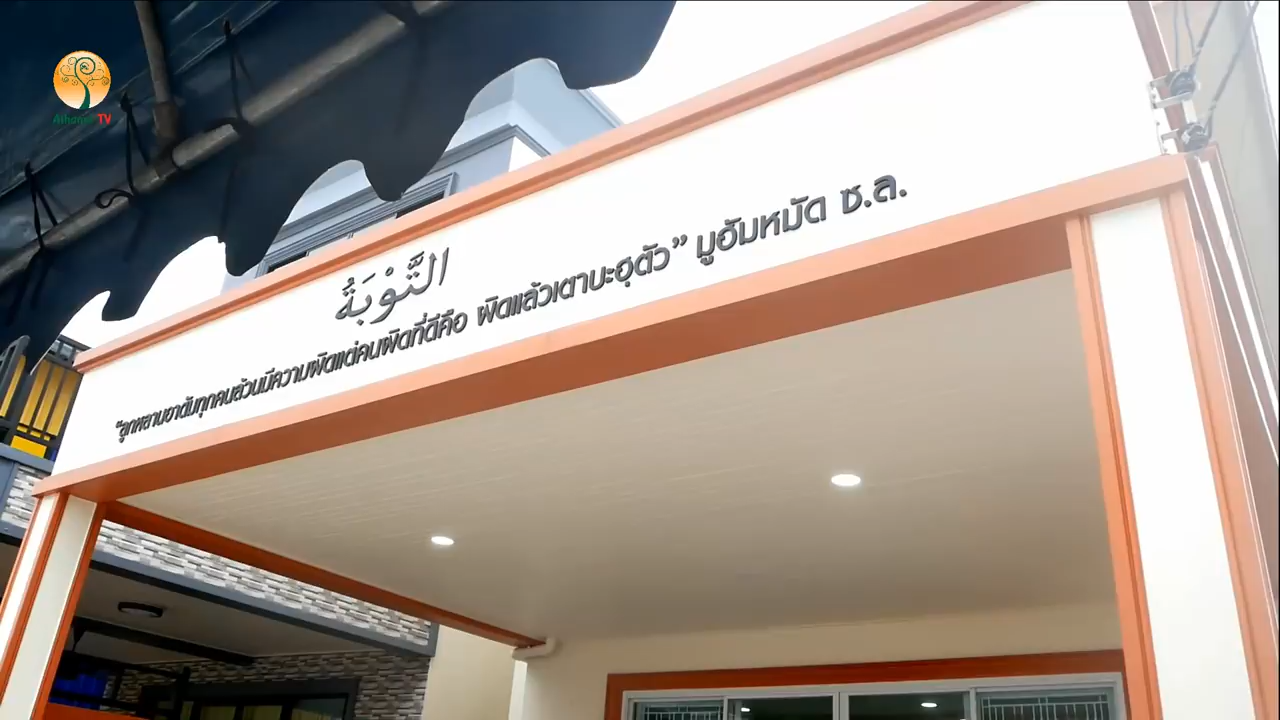 Alhanif TV
التَّوْبَةُ
“ลูกหลานอาดัมทุกคนล้วนมีความผิดแต่คนผิดที่ดีคือ ผิดแล้วเตาบะฮฺตัว” มูฮัมหมัด ซ.ล.